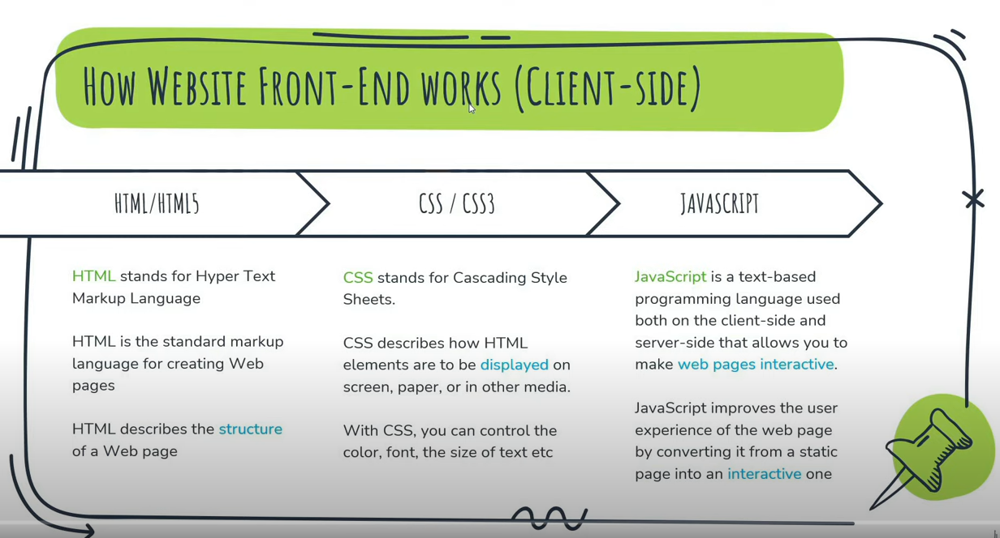 HOW WEBSITE FRONT-END WORKS (CLIENT-SIDE)
HTML/HTML5
CSS / CSS3
JAVASCRIPT
HTML stands for Hyper Text
Markup Language
HTML is the standard markup
language for creating Web
pages
HTML describes the structure
of a Web page
CSS stands for Cascading Style
Sheets.
CSS describes how HTML
elements are to be displayed on
screen, paper, or in other media.
With CSS, you can control the
color, font, the size of text etc
JavaScript is a text-based
programming language used
both on the client-side and
server-side that allows you to
make web pages interactive.
JavaScript improves the user
experience of the web page
by converting it from a static
page into an interactive one